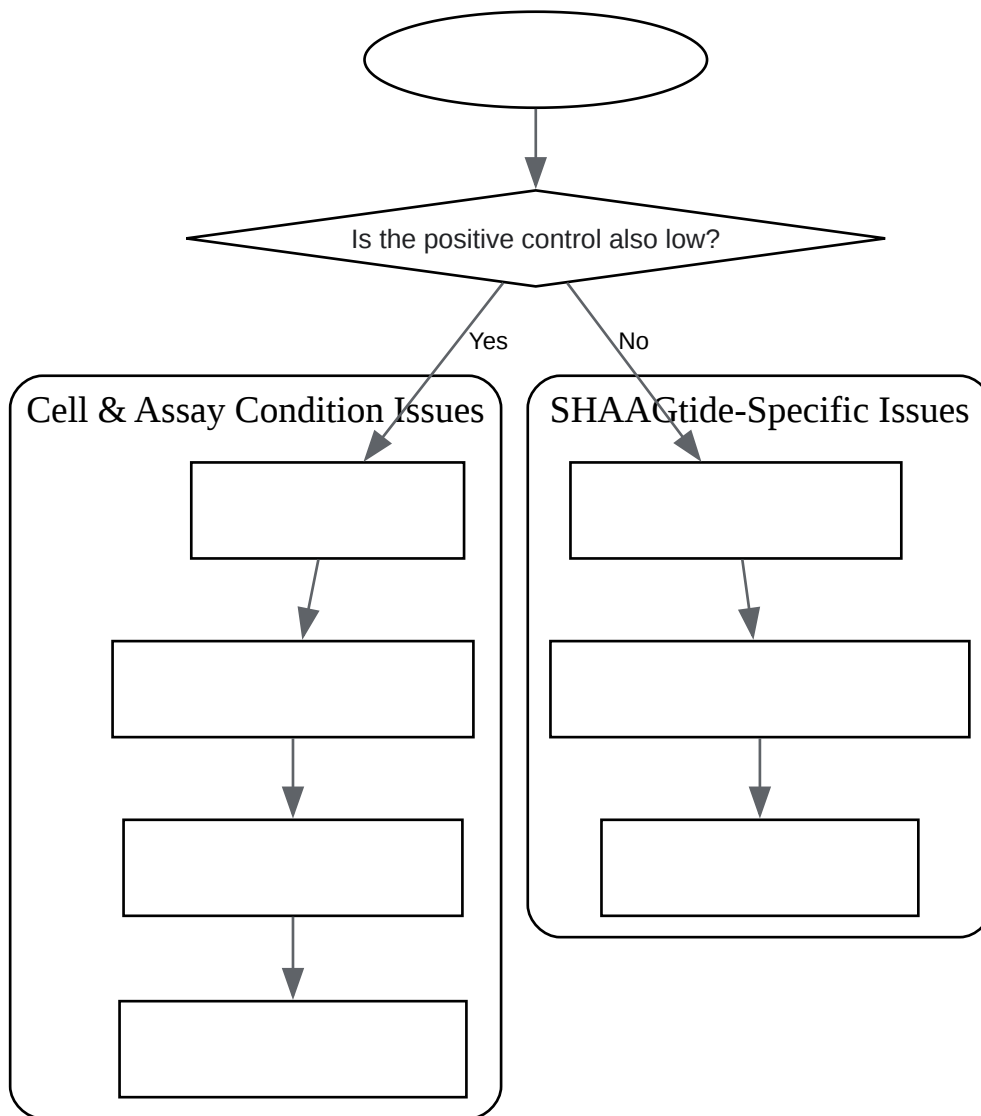 Is the positive control also low?
Yes
No
Cell & Assay Condition Issues
SHAAGtide-Specific Issues